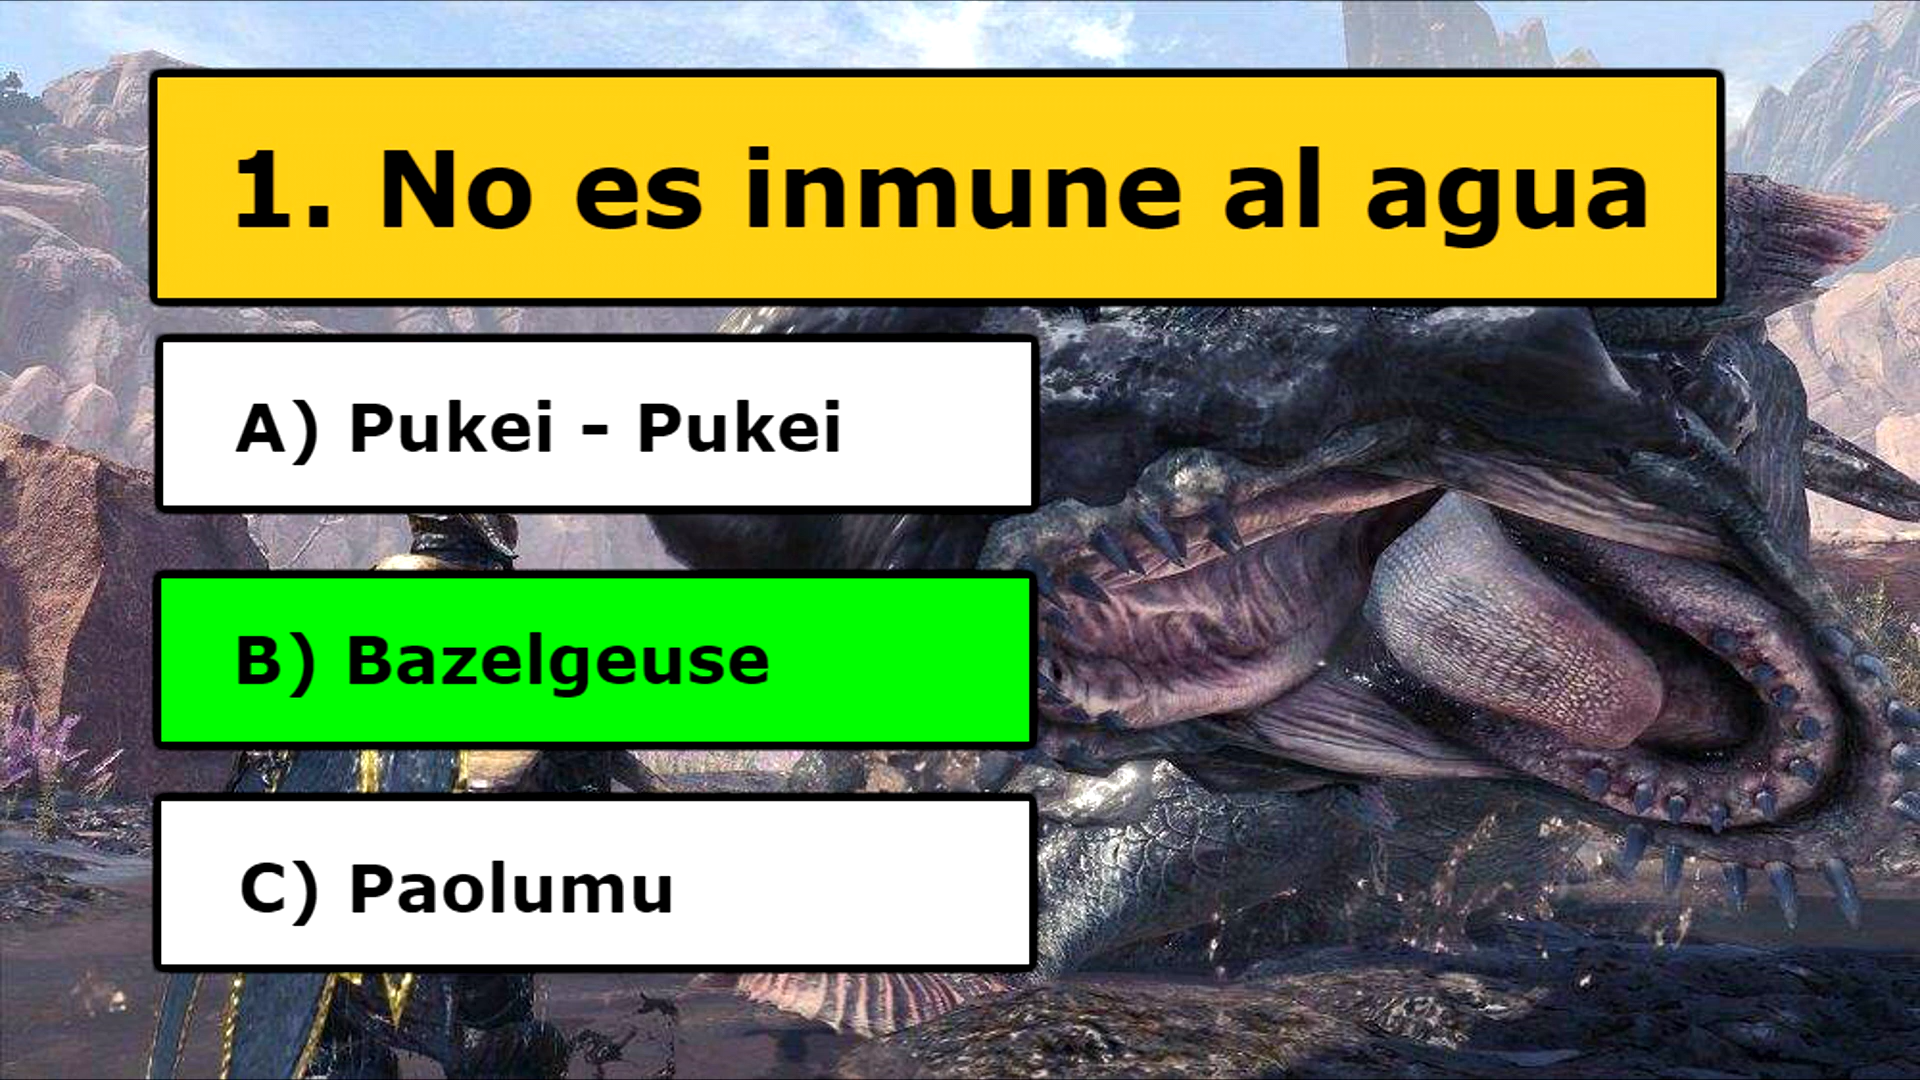 1. No es inmune al agua
A) Pukei - Pukei
B) Bazelgeuse
C) Paolumu